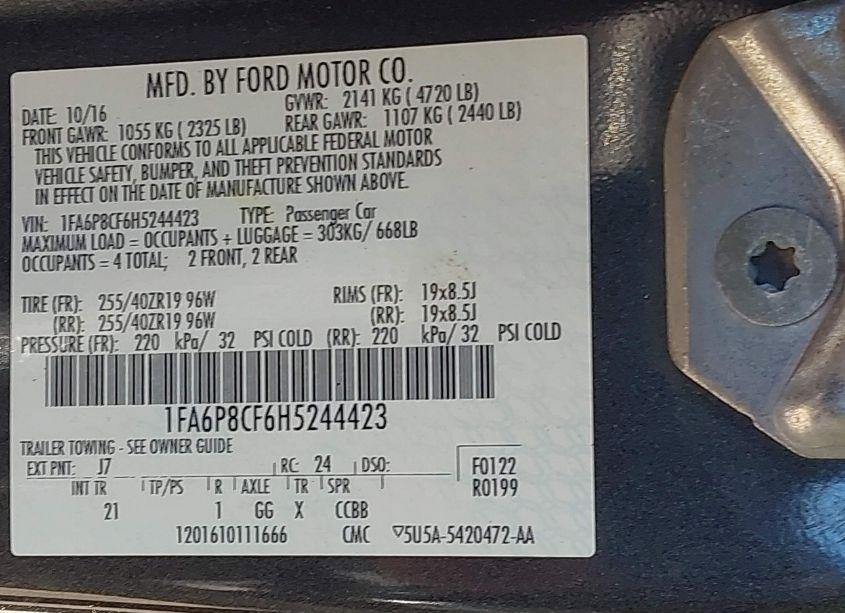 MFD. BY FORD MOTOR CO.
DATE: 10/16 GVWR: 2141 KG ( 4720 LB)
FRONT GAWR: 1055 KG ( 2325 LB) REAR GAWR: 1107 KG ( 2440 LB)
THIS VEHICLE CONFORMS TO ALL APPLICABLE FEDERAL MOTOR
VEHICLE SAFETY, BUMPER, AND THEFT PREVENTION STANDARDS
IN EFFECT ON THE DATE OF MANUFACTURE SHOWN ABOVE.
VIN: 1FA6P8CF6H5244423 TYPE: Passenger Car
MAXIMUM LOAD = OCCUPANTS + LUGGAGE = 303KG/ 668LB
OCCUPANTS = 4 TOTAL; 2 FRONT, 2 REAR
TIRE (FR): 255/40ZR19 96W RIMS (FR): 19x8.5J
(RR): 255/40ZR19 96W (RR): 19x8.5J
PRESSURE (FR): 220 kPa/ 32 PSI COLD (RR): 220 kPa/ 32 PSI COLD
1FA6P8CF6H5244423
TRAILER TOWING - SEE OWNER GUIDE
EXT PNT: J7 RC: 24 DSO: F0122
INT TR TP/PS R AXLE TR SPR R0199
21 1 GG X CCBB
1201610111666 CMC ▽5U5A-5420472-AA